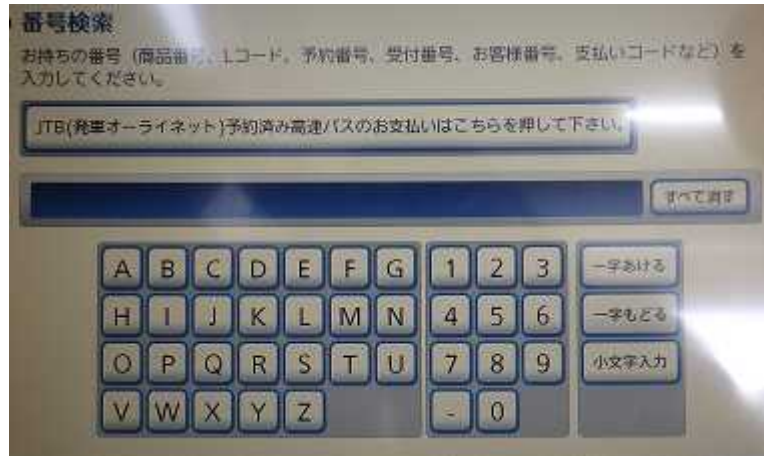 番号検索
お持ちの番号（商品番号、Lコード、予約番号、受付番号、お客様番号、支払いコードなど）を
入力してください。
JTB(発車オーライネット)予約済み高速バスのお支払いはこちらを押して下さい。
すべて消す
A B C D E F G 1 2 3 一字あける
H I J K L M N 4 5 6 一字もどる
O P Q R S T U 7 8 9 小文字入力
V W X Y Z - 0